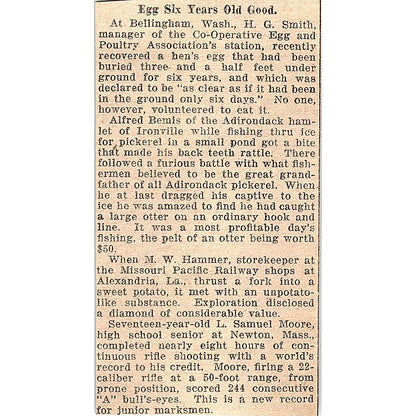 Egg Six Years Old Good.
At Bellingham, Wash., H. G. Smith,
manager of the Co-Operative Egg and
Poultry Association's station, recently
recovered a hen's egg that had been
buried three and a half feet under
ground for six years, and which was
declared to be "as clear as if it had been
in the ground only six days." No one,
however, volunteered to eat it.
Alfred Bemis of the Adirondack ham-
let of Ironville while fishing thru ice
for pickerel in a small pond got a bite
that made his back teeth rattle. There
followed a furious battle with what fish-
ermen believed to be the great grand-
father of all Adirondack pickerel. When
he at last dragged his captive to the
ice he was amazed to find he had caught
a large otter on an ordinary hook and
line. It was a most profitable day's
fishing, the pelt of an otter being worth
$50.
When M. W. Hammer, storekeeper at
the Missouri Pacific Railway shops at
Alexandria, La., thrust a fork into a
sweet potato, it met with an unpotato-
like substance. Exploration disclosed
a diamond of considerable value.
Seventeen-year-old L. Samuel Moore,
high school senior at Newton, Mass.,
completed nearly eight hours of con-
tinuous rifle shooting with a world's
record to his credit. Moore, firing a 22-
caliber rifle at a 50-foot range, from
prone position, scored 244 consecutive
"A" bull's-eyes. This is a new record
for junior marksmen.